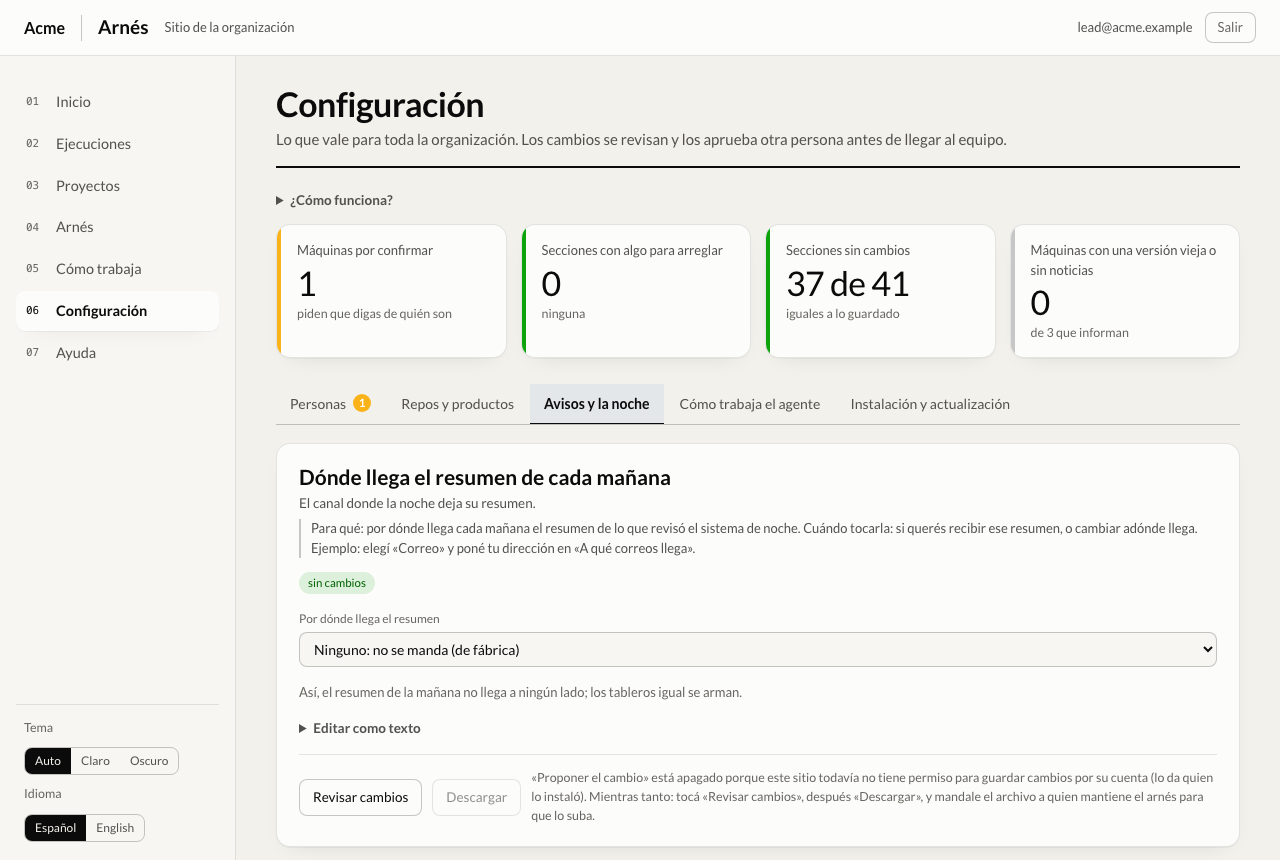 Acme
Arnés
Sitio de la organización
lead@acme.example
Salir
01 Inicio
02 Ejecuciones
03 Proyectos
04 Arnés
05 Cómo trabaja
06 Configuración
07 Ayuda
Tema
Auto Claro Oscuro
Idioma
Español English
Configuración
Lo que vale para toda la organización. Los cambios se revisan y los aprueba otra persona antes de llegar al equipo.
¿Cómo funciona?
Máquinas por confirmar
1
piden que digas de quién son
Secciones con algo para arreglar
0
ninguna
Secciones sin cambios
37 de 41
iguales a lo guardado
Máquinas con una versión vieja o
sin noticias
0
de 3 que informan
Personas 1
Repos y productos
Avisos y la noche
Cómo trabaja el agente
Instalación y actualización
Dónde llega el resumen de cada mañana
El canal donde la noche deja su resumen.
Para qué: por dónde llega cada mañana el resumen de lo que revisó el sistema de noche. Cuándo tocarla: si querés recibir ese resumen, o cambiar adónde llega.
Ejemplo: elegí «Correo» y poné tu dirección en «A qué correos llega».
sin cambios
Por dónde llega el resumen
Ninguno: no se manda (de fábrica)
Así, el resumen de la mañana no llega a ningún lado; los tableros igual se arman.
Editar como texto
Revisar cambios
Descargar
«Proponer el cambio» está apagado porque este sitio todavía no tiene permiso para guardar cambios por su cuenta (lo da quien
lo instaló). Mientras tanto: tocá «Revisar cambios», después «Descargar», y mandale el archivo a quien mantiene el arnés para
que lo suba.